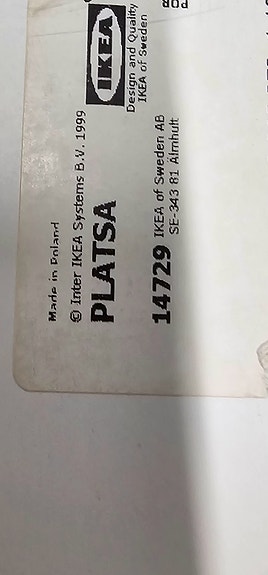 Made in Poland
© Inter IKEA Systems B.V. 1999
PLATSA
IKEA
Design and Quality
IKEA of Sweden
14729 IKEA of Sweden AB
SE-343 81 Älmhult